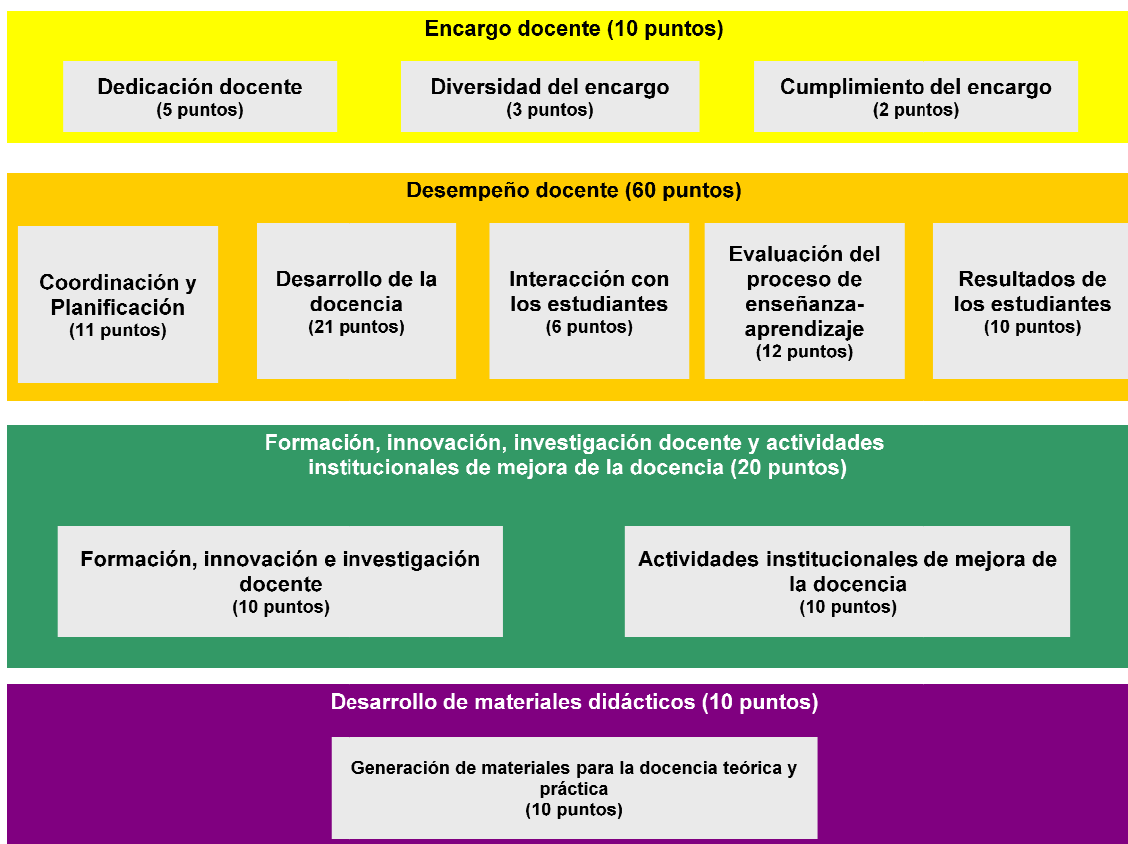 Encargo docente (10 puntos)
Dedicación docente
(5 puntos)
Diversidad del encargo
(3 puntos)
Cumplimiento del encargo
(2 puntos)
Desempeño docente (60 puntos)
Coordinación y
Planificación
(11 puntos)
Desarrollo de la
docencia
(21 puntos)
Interacción con
los estudiantes
(6 puntos)
Evaluación del
proceso de
enseñanza-
aprendizaje
(12 puntos)
Resultados de
los estudiantes
(10 puntos)
Formación, innovación, investigación docente y actividades
institucionales de mejora de la docencia (20 puntos)
Formación, innovación e investigación
docente
(10 puntos)
Actividades institucionales de mejora de
la docencia
(10 puntos)
Desarrollo de materiales didácticos (10 puntos)
Generación de materiales para la docencia teórica y
práctica
(10 puntos)